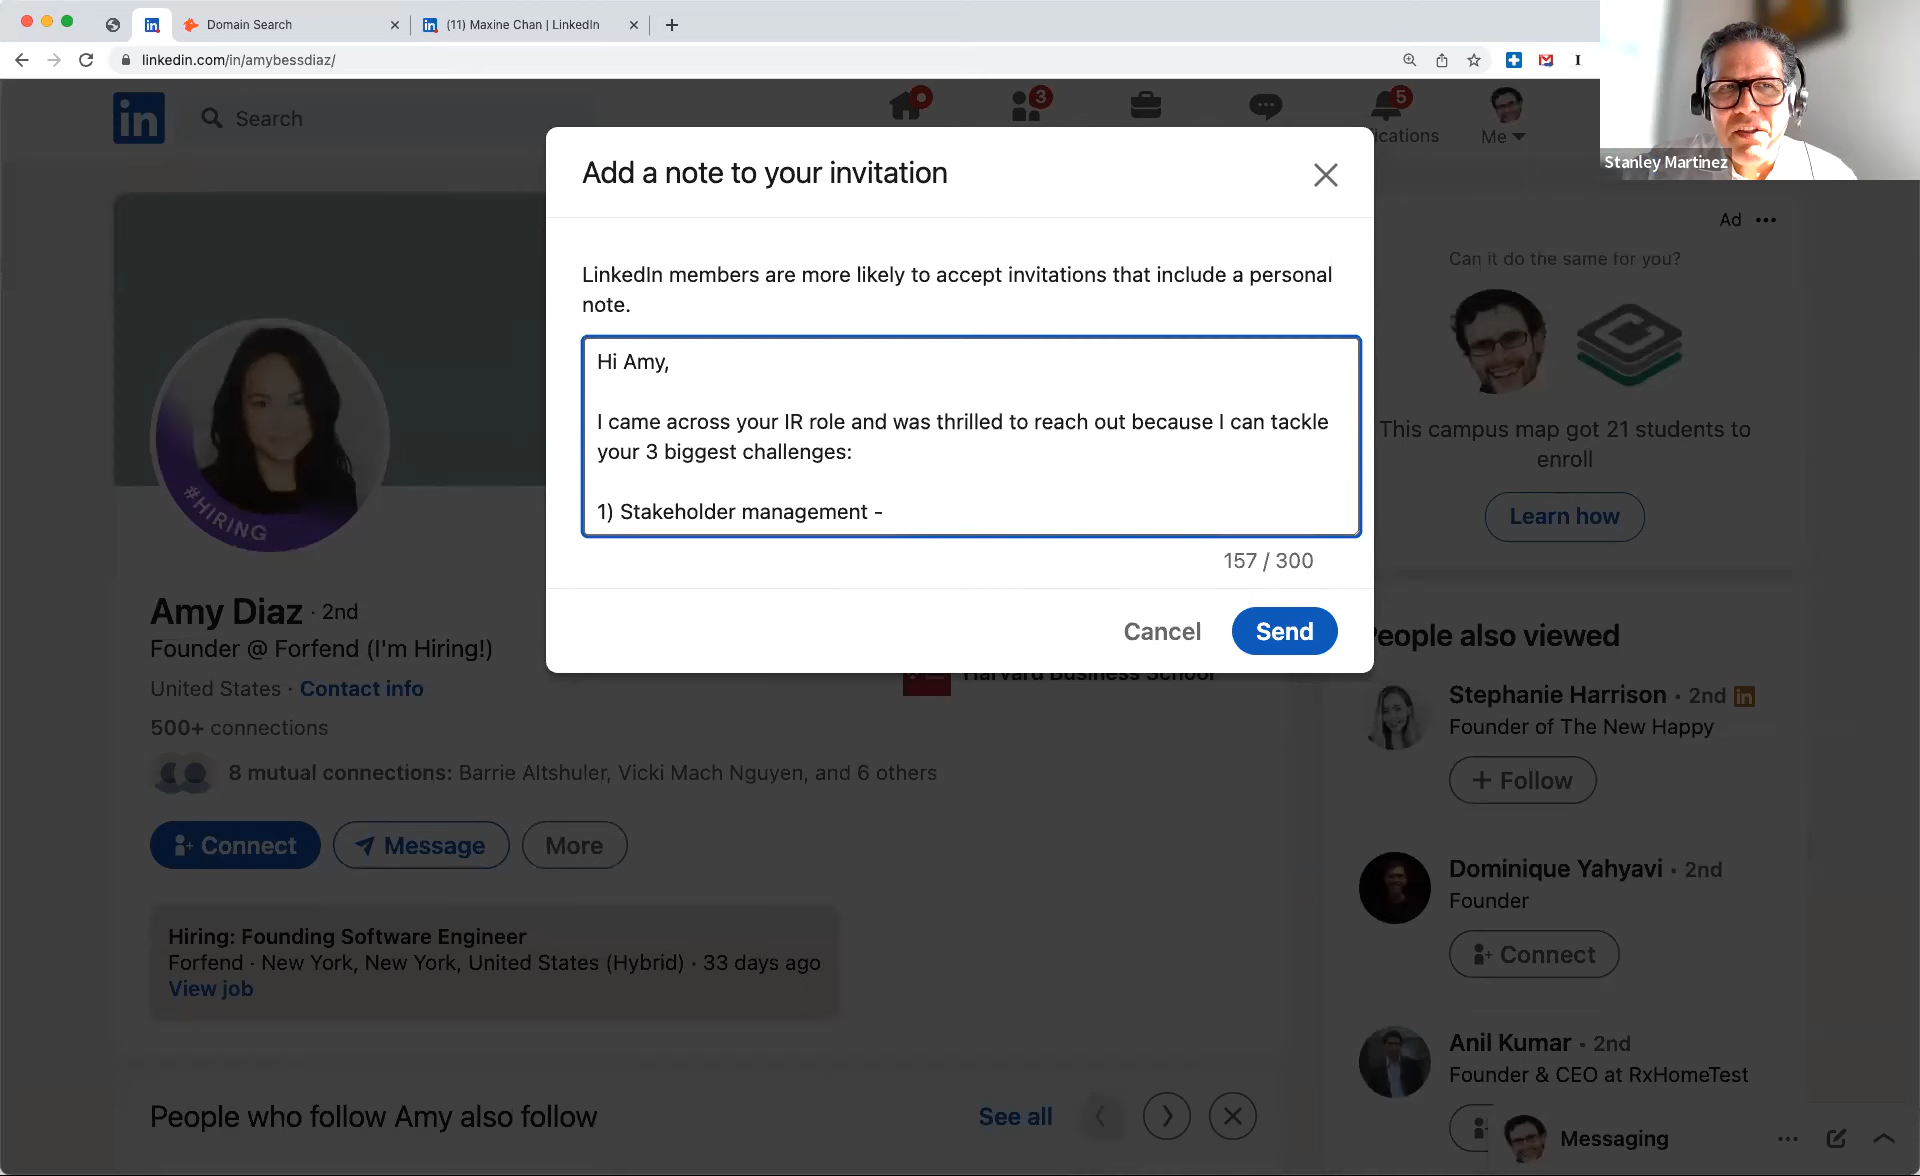 Domain Search
(11) Maxine Chan | LinkedIn
linkedin.com/in/amybessdiaz/
in
Search
3
5
ications
Me
Stanley Martinez
Add a note to your invitation
LinkedIn members are more likely to accept invitations that include a personal
note.
Hi Amy,
I came across your IR role and was thrilled to reach out because I can tackle
your 3 biggest challenges:
1) Stakeholder management -
157 / 300
Cancel
Send
Ad
Can it do the same for you?
This campus map got 21 students to
enroll
Learn how
#HIRING
Amy Diaz · 2nd
Founder @ Forfend (I'm Hiring!)
United States · Contact info
500+ connections
8 mutual connections: Barrie Altshuler, Vicki Mach Nguyen, and 6 others
Harvard Business School
Connect
Message
More
Hiring: Founding Software Engineer
Forfend · New York, New York, United States (Hybrid) · 33 days ago
View job
People who follow Amy also follow
See all
eople also viewed
Stephanie Harrison · 2nd in
Founder of The New Happy
+ Follow
Dominique Yahyavi · 2nd
Founder
Connect
Anil Kumar · 2nd
Founder & CEO at RxHomeTest
Messaging